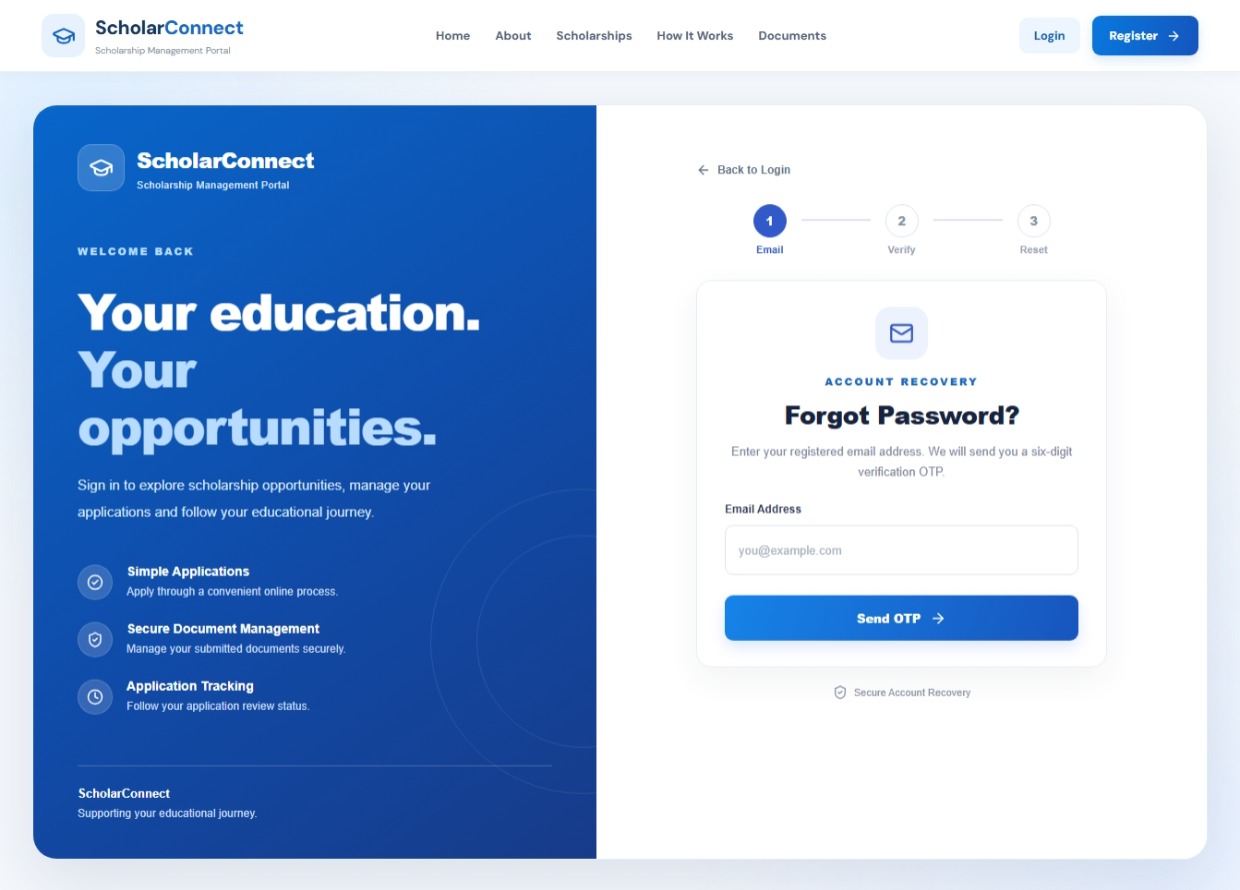 ScholarConnect
Scholarship Management Portal
Home
About
Scholarships
How It Works
Documents
Login
Register
ScholarConnect
Scholarship Management Portal
WELCOME BACK
Your education.
Your
opportunities.
Sign in to explore scholarship opportunities, manage your
applications and follow your educational journey.
Simple Applications
Apply through a convenient online process.
Secure Document Management
Manage your submitted documents securely.
Application Tracking
Follow your application review status.
ScholarConnect
Supporting your educational journey.
Back to Login
1
2
3
Email
Verify
Reset
ACCOUNT RECOVERY
Forgot Password?
Enter your registered email address. We will send you a six-digit
verification OTP.
Email Address
you@example.com
Send OTP
Secure Account Recovery